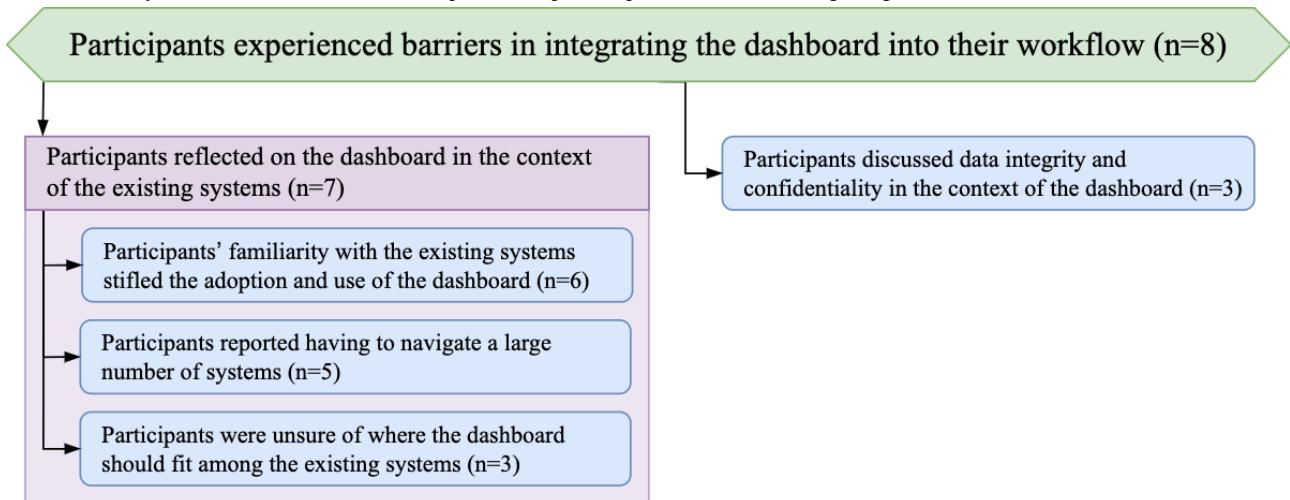 Participants experienced barriers in integrating the dashboard into their workflow (n=8)
Participants reflected on the dashboard in the context
of the existing systems (n=7)
Participants’ familiarity with the existing systems
stifled the adoption and use of the dashboard (n=6)
Participants reported having to navigate a large
number of systems (n=5)
Participants were unsure of where the dashboard
should fit among the existing systems (n=3)
Participants discussed data integrity and
confidentiality in the context of the dashboard (n=3)